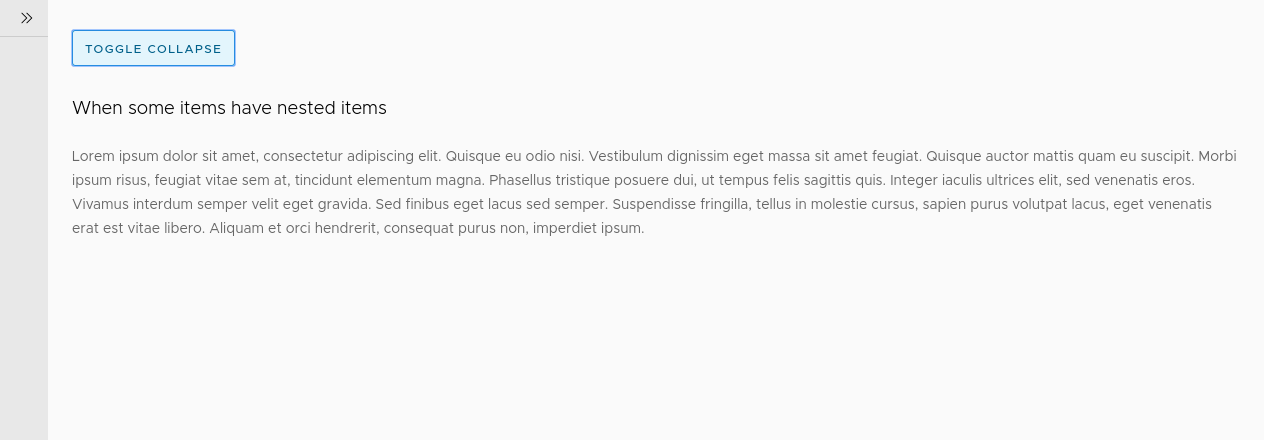 TOGGLE COLLAPSE
When some items have nested items
Lorem ipsum dolor sit amet, consectetur adipiscing elit. Quisque eu odio nisi. Vestibulum dignissim eget massa sit amet feugiat. Quisque auctor mattis quam eu suscipit. Morbi
ipsum risus, feugiat vitae sem at, tincidunt elementum magna. Phasellus tristique posuere dui, ut tempus felis sagittis quis. Integer iaculis ultrices elit, sed venenatis eros.
Vivamus interdum semper velit eget gravida. Sed finibus eget lacus sed semper. Suspendisse fringilla, tellus in molestie cursus, sapien purus volutpat lacus, eget venenatis
erat est vitae libero. Aliquam et orci hendrerit, consequat purus non, imperdiet ipsum.